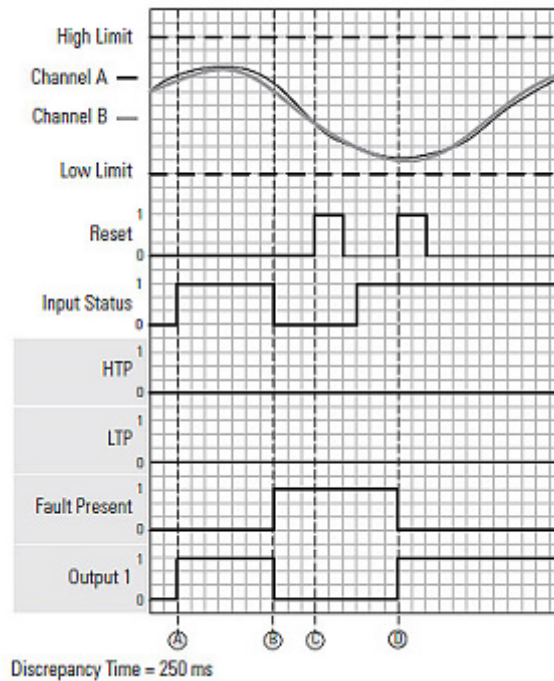 High Limit
Channel A
Channel B
Low Limit
Reset 1
0
Input Status 1
0
HTP 1
0
LTP 1
0
Fault Present 1
0
Output 1 1
0
A B C D
Discrepancy Time = 250 ms